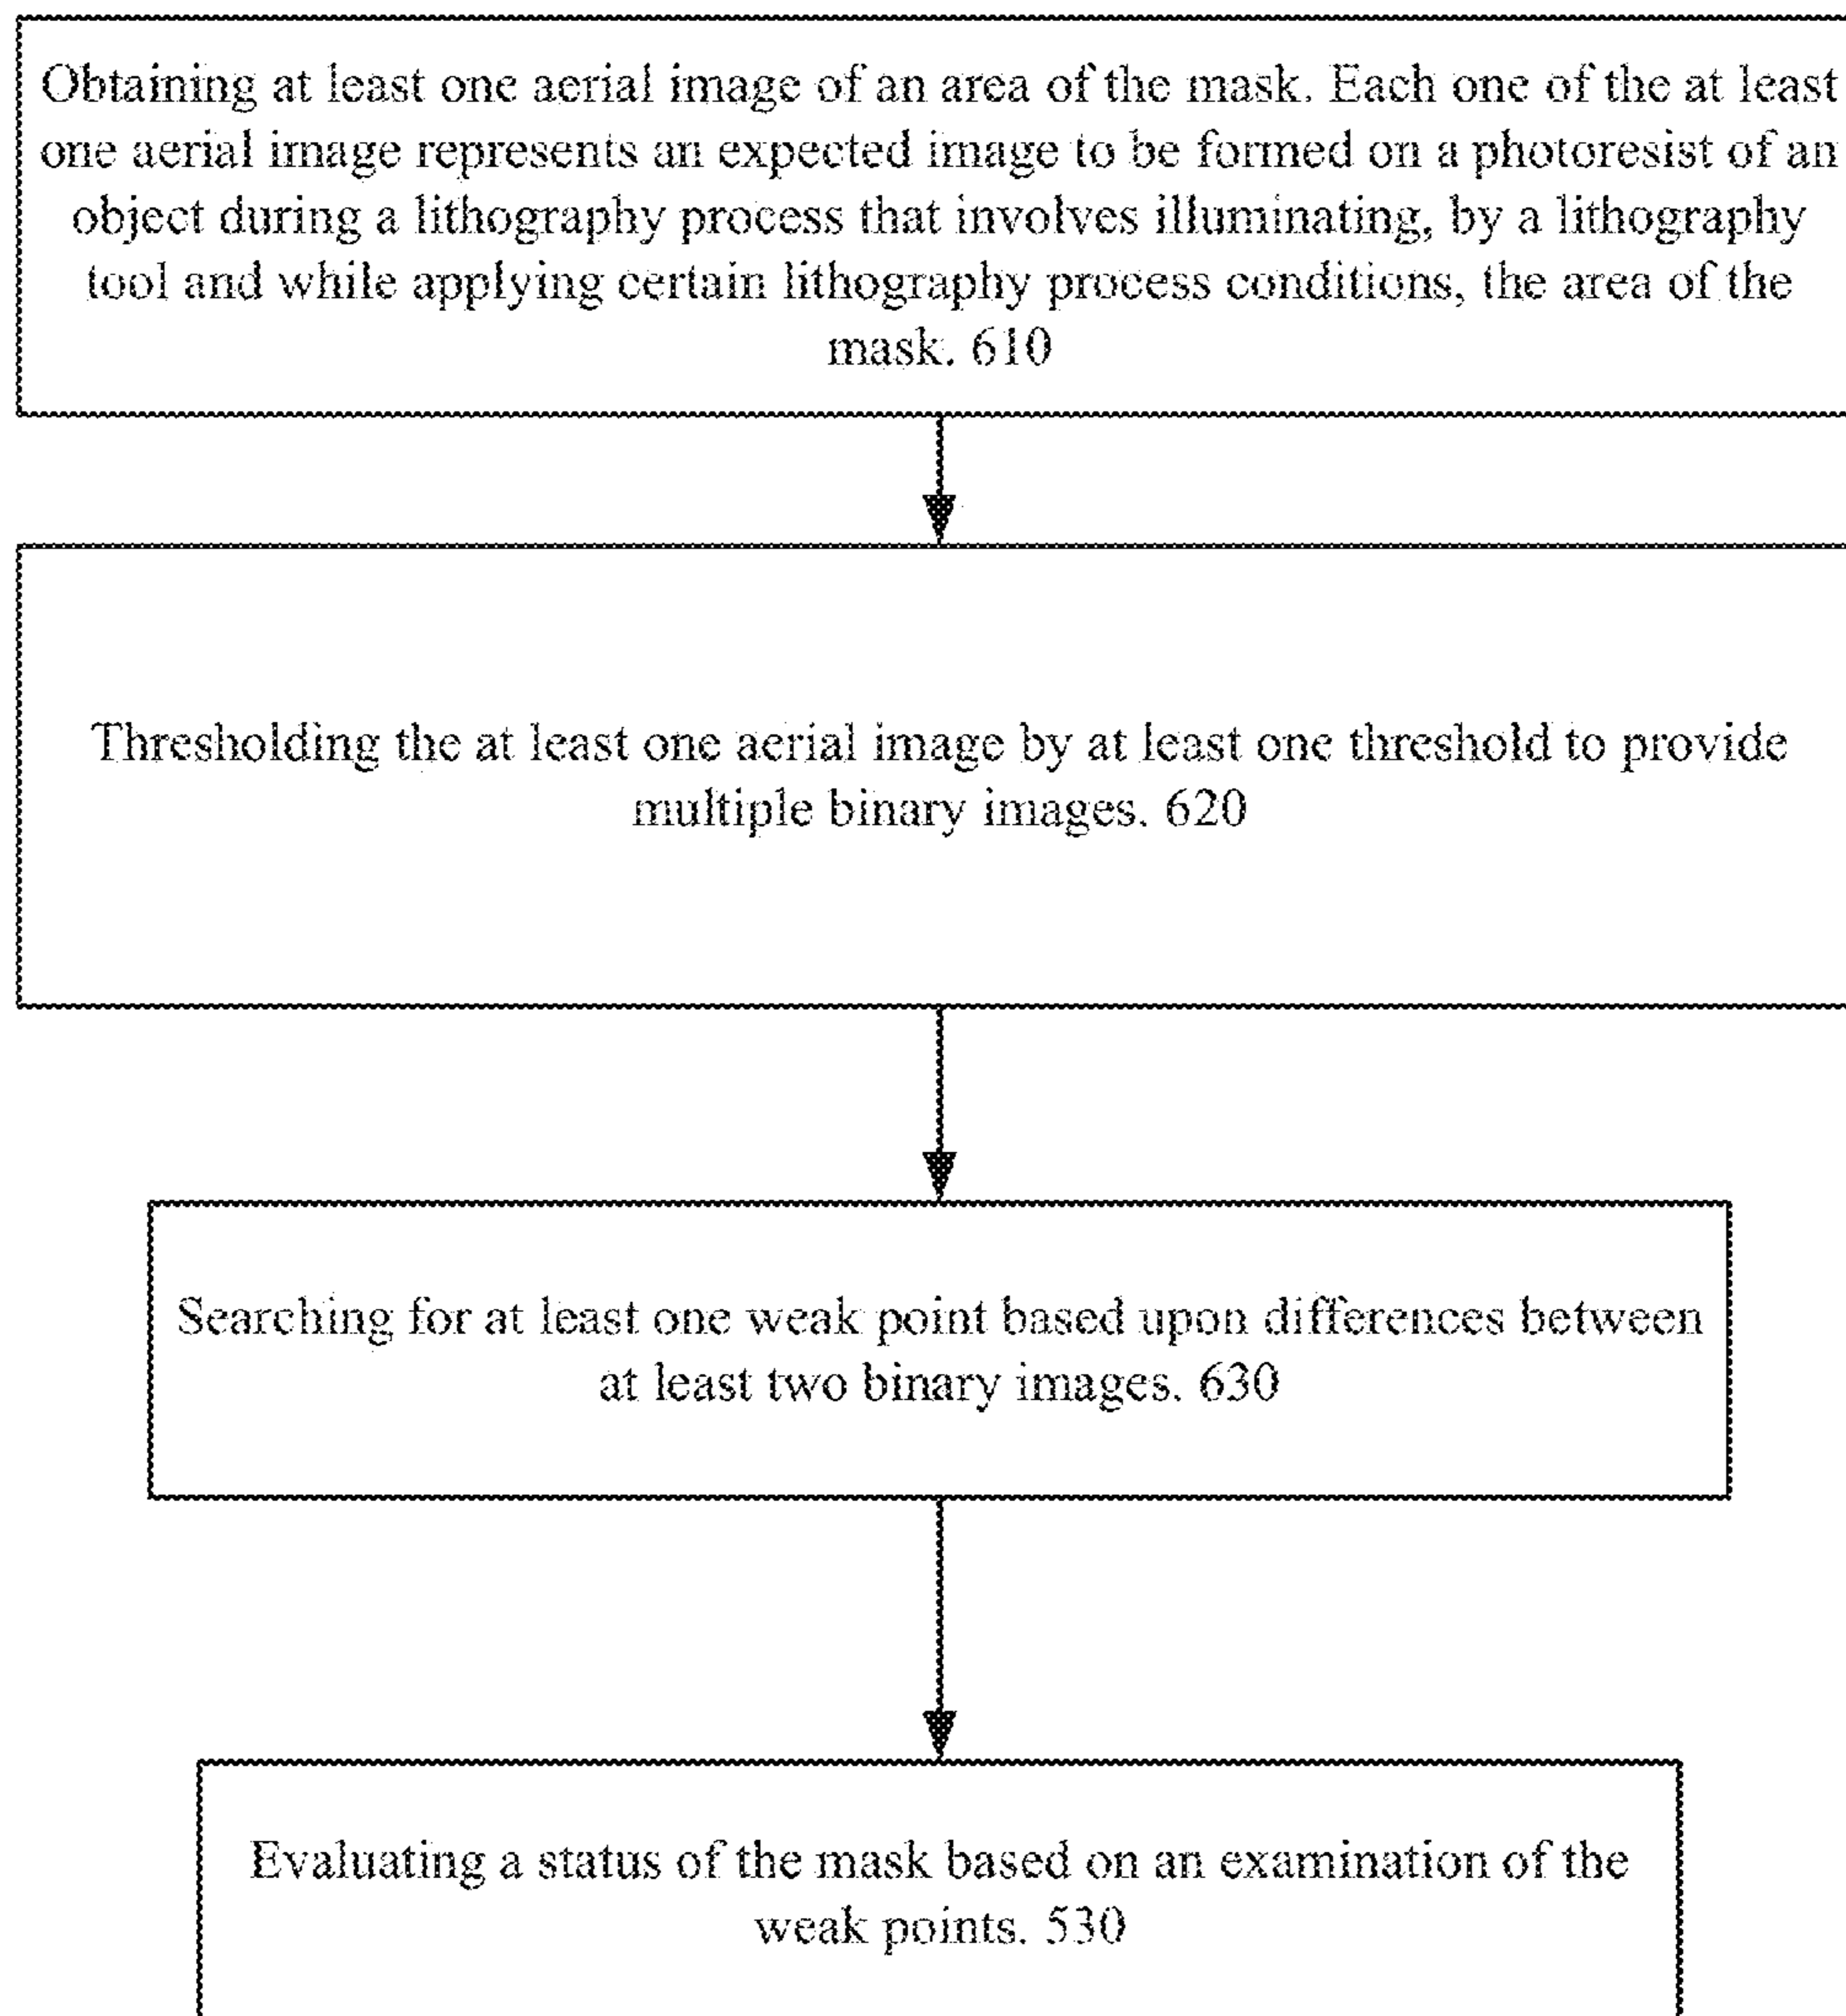 Obtaining at least one aerial image of an area of the mask. Each one of the at least
one aerial image represents an expected image to be formed on a photoresist of an
object during a lithography process that involves illuminating, by a lithography
tool and while applying certain lithography process conditions, the area of the
mask. 610
Thresholding the at least one aerial image by at least one threshold to provide
multiple binary images. 620
Searching for at least one weak point based upon differences between
at least two binary images. 630
Evaluating a status of the mask based on an examination of the
weak points. 530